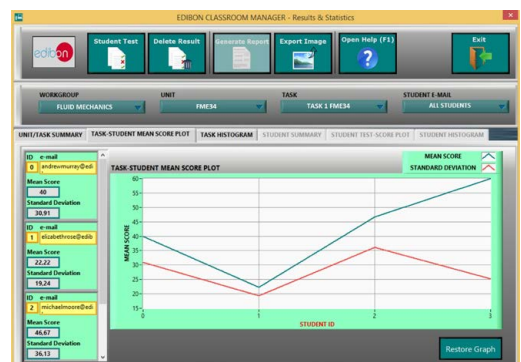 EDIBON CLASSROOM MANAGER - Results & Statistics
edibon
Student Test
Delete Result
Generate Report
Export Image
Open Help (F1)
Exit
WORKGROUP
UNIT
TASK
STUDENT E-MAIL
FLUID MECHANICS
FME34
TASK 1 FME34
ALL STUDENTS
UNIT/TASK SUMMARY
TASK-STUDENT MEAN SCORE PLOT
TASK HISTOGRAM
STUDENT SUMMARY
STUDENT TEST-SCORE PLOT
STUDENT HISTOGRAM
ID e-mail
0 andrewmurray@edi
Mean Score
40
Standard Deviation
30,91
ID e-mail
1 elizabethrose@edib
Mean Score
22,22
Standard Deviation
19,24
ID e-mail
2 michaelmoore@edi
Mean Score
46,67
Standard Deviation
36,13
TASK-STUDENT MEAN SCORE PLOT
MEAN SCORE
STANDARD DEVIATION
MEAN SCORE
60
55
50
45
40
35
30
25
20
15
0
1
2
3
STUDENT ID
Restore Graph